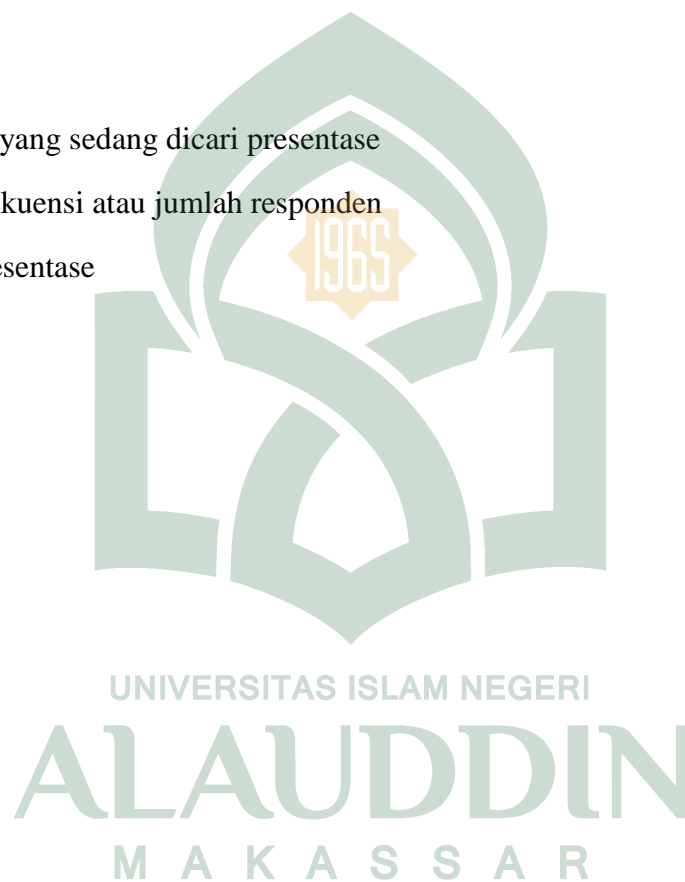 yang sedang dicari presentase
kuensi atau jumlah responden
esentase
1965
UNIVERSITAS ISLAM NEGERI
ALAUDDIN
M A K A S S A R